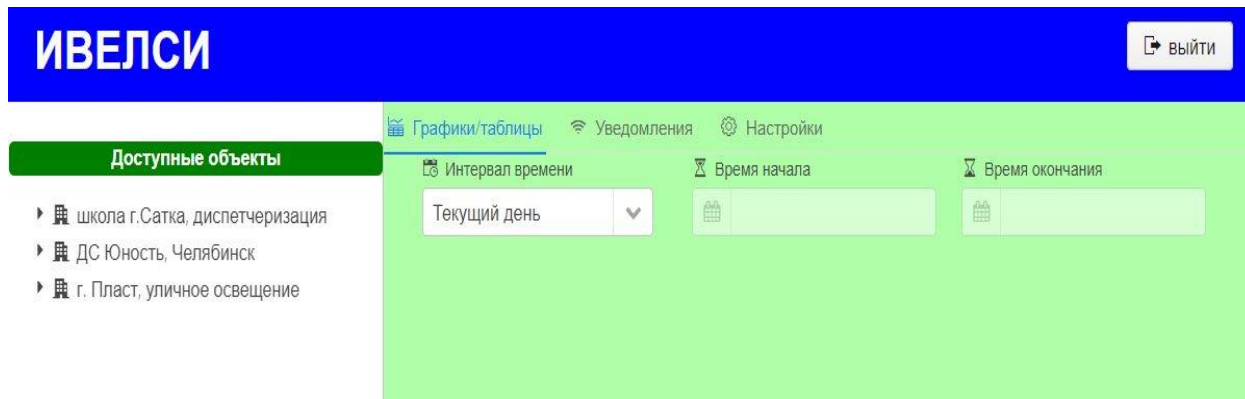 ИВЕЛСИ
выйти
Графики/таблицы Уведомления Настройки
Доступные объекты
Интервал времени Время начала Время окончания
Текущий день
школа г.Сатка, диспетчеризация
ДС Юность, Челябинск
г. Пласт, уличное освещение